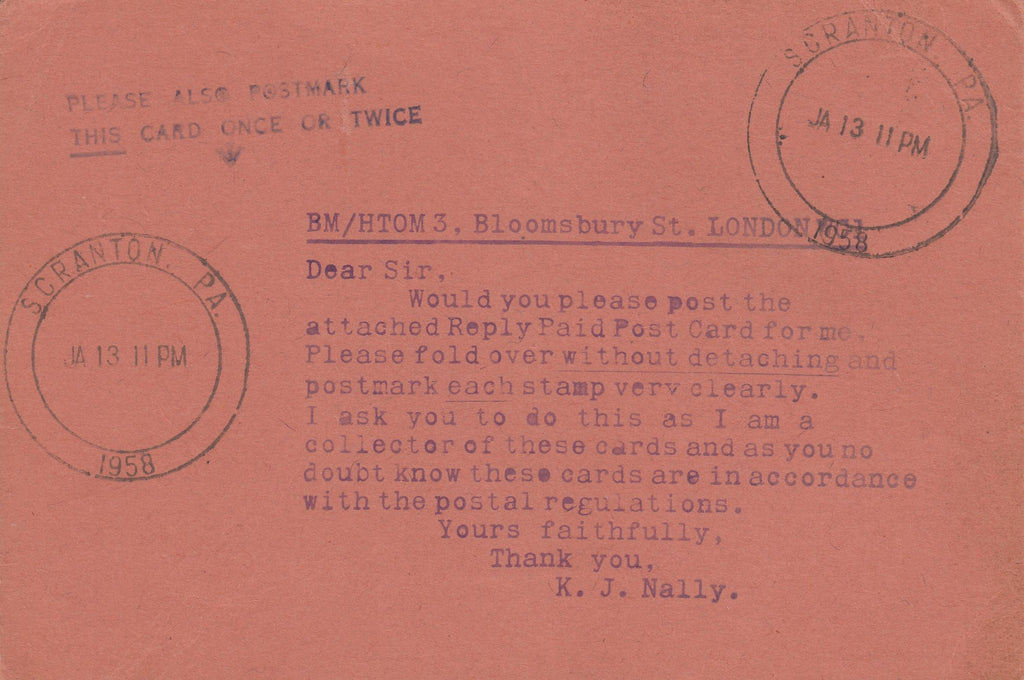 PLEASE ALSO POSTMARK
THIS CARD ONCE OR TWICE
SCRANTON, PA.
JA 13 11 PM
1958
BM/HTOM 3, Bloomsbury St. LONDON
Dear Sir,
Would you please post the
attached Reply Paid Post Card for me.
Please fold over without detaching and
postmark each stamp very clearly.
I ask you to do this as I am a
collector of these cards and as you no
doubt know these cards are in accordance
with the postal regulations.
Yours faithfully,
Thank you,
K. J. Nally.
SCRANTON, PA.
JA 13 11 PM
1958